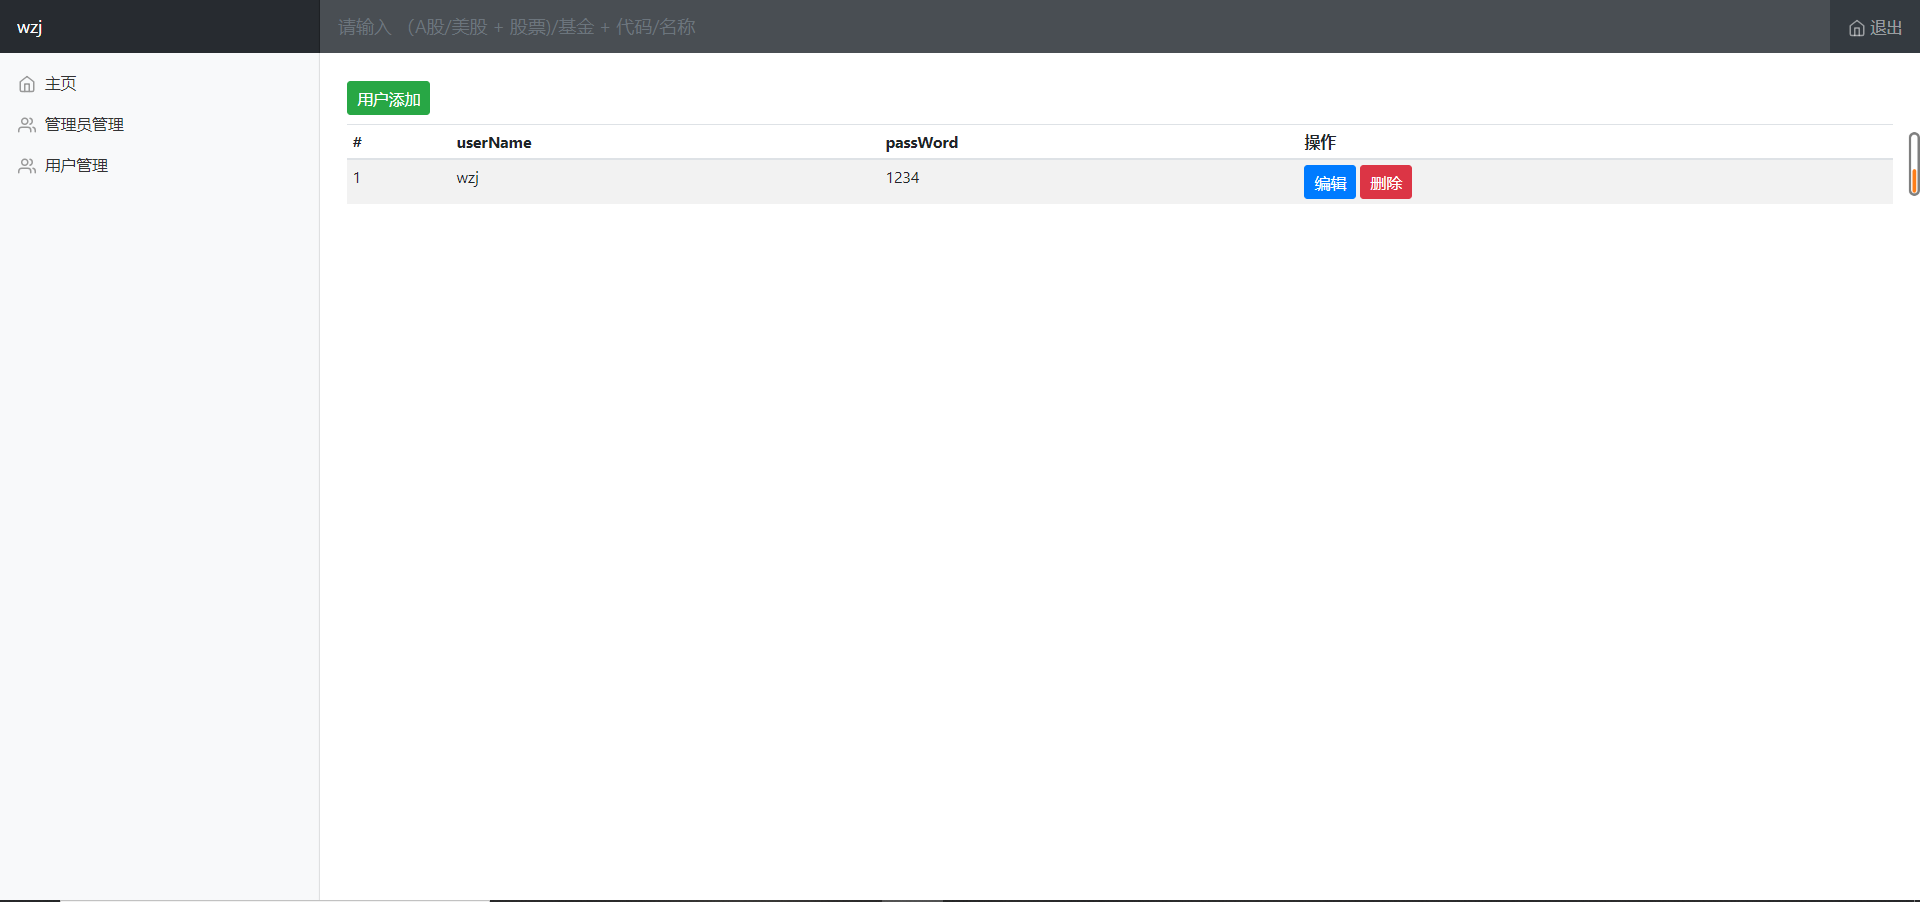 wzj
请输入 （A股/美股 + 股票)/基金 + 代码/名称
退出
主页
管理员管理
用户管理
用户添加
# userName passWord 操作
1 wzj 1234 编辑 删除